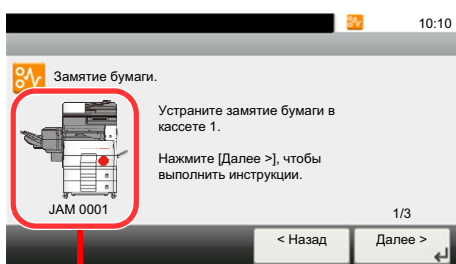 10:10
Замятие бумаги.
Устраните замятие бумаги в
кассете 1.
Нажмите [Далее >], чтобы
выполнить инструкции.
JAM 0001
1/3
< Назад
Далее >